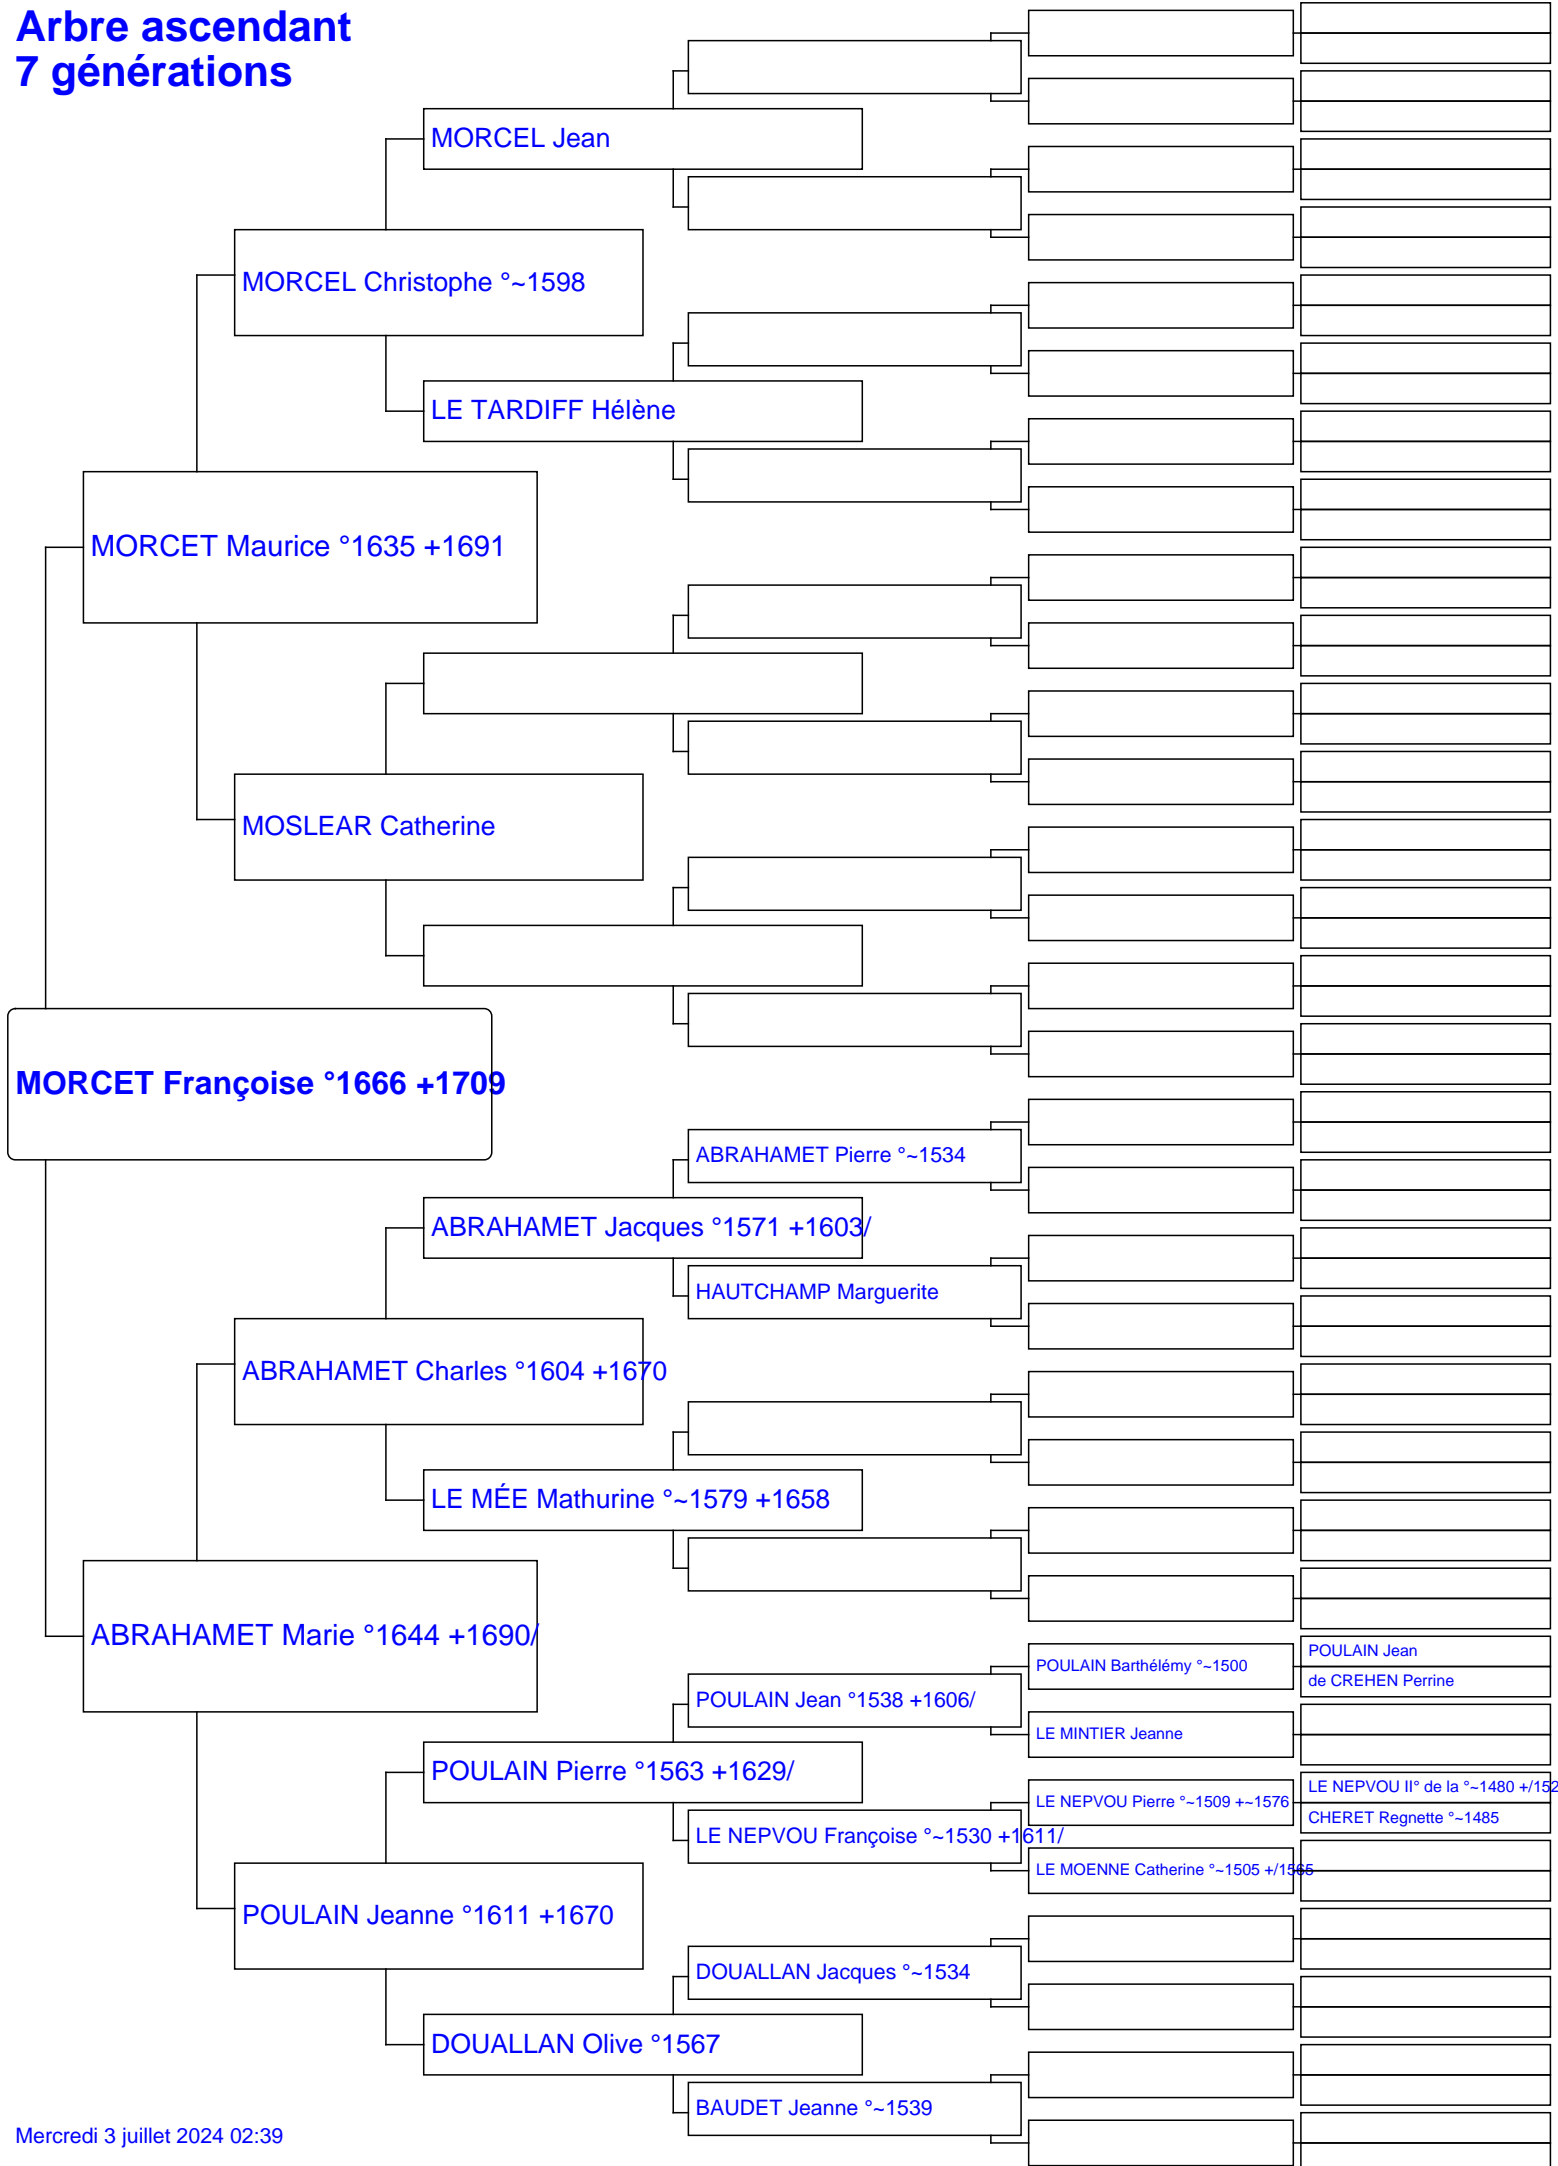 Arbre ascendant
7 générations
MORCEL Jean
MORCEL Christophe °~1598
LE TARDIFF Hélène
MORCET Maurice °1635 +1691
MOSLEAR Catherine
MORCET Françoise °1666 +1709
ABRAHAMET Pierre °~1534
ABRAHAMET Jacques °1571 +1603/
HAUTCHAMP Marguerite
ABRAHAMET Charles °1604 +1670
LE MÉE Mathurine °~1579 +1658
ABRAHAMET Marie °1644 +1690/
POULAIN Jean
POULAIN Barthélémy °~1500
de CREHEN Perrine
POULAIN Jean °1538 +1606/
LE MINTIER Jeanne
POULAIN Pierre °1563 +1629/
LE NEPVOU II° de la °~1480 +/152
LE NEPVOU Pierre °~1509 +~1576
CHERET Regnette °~1485
LE NEPVOU Françoise °~1530 +1611/
LE MOENNE Catherine °~1505 +/1565
POULAIN Jeanne °1611 +1670
DOUALLAN Jacques °~1534
DOUALLAN Olive °1567
BAUDET Jeanne °~1539
Mercredi 3 juillet 2024 02:39